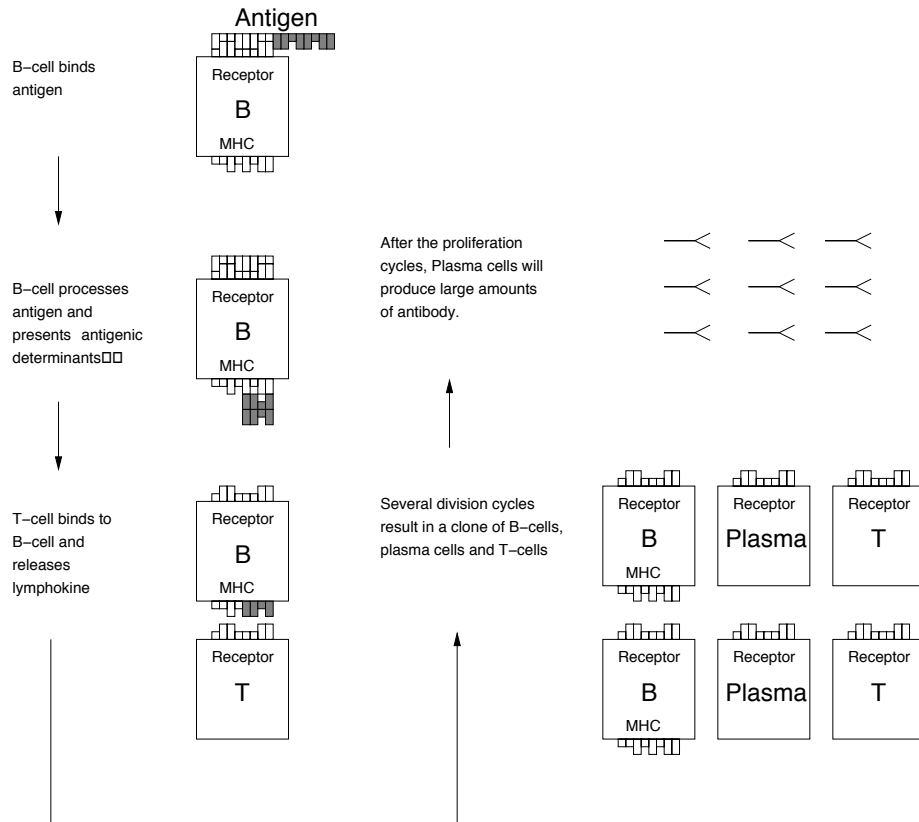 Antigen
B−cell binds
antigen
Receptor
B
MHC
B−cell processes
antigen and
presents antigenic
determinants□□
Receptor
B
MHC
T−cell binds to
B−cell and
releases
lymphokine
Receptor
B
MHC
Receptor
T
After the proliferation
cycles, Plasma cells will
produce large amounts
of antibody.
Several division cycles
result in a clone of B−cells,
plasma cells and T−cells
Receptor Receptor Receptor
B Plasma T
MHC
Receptor Receptor Receptor
B Plasma T
MHC